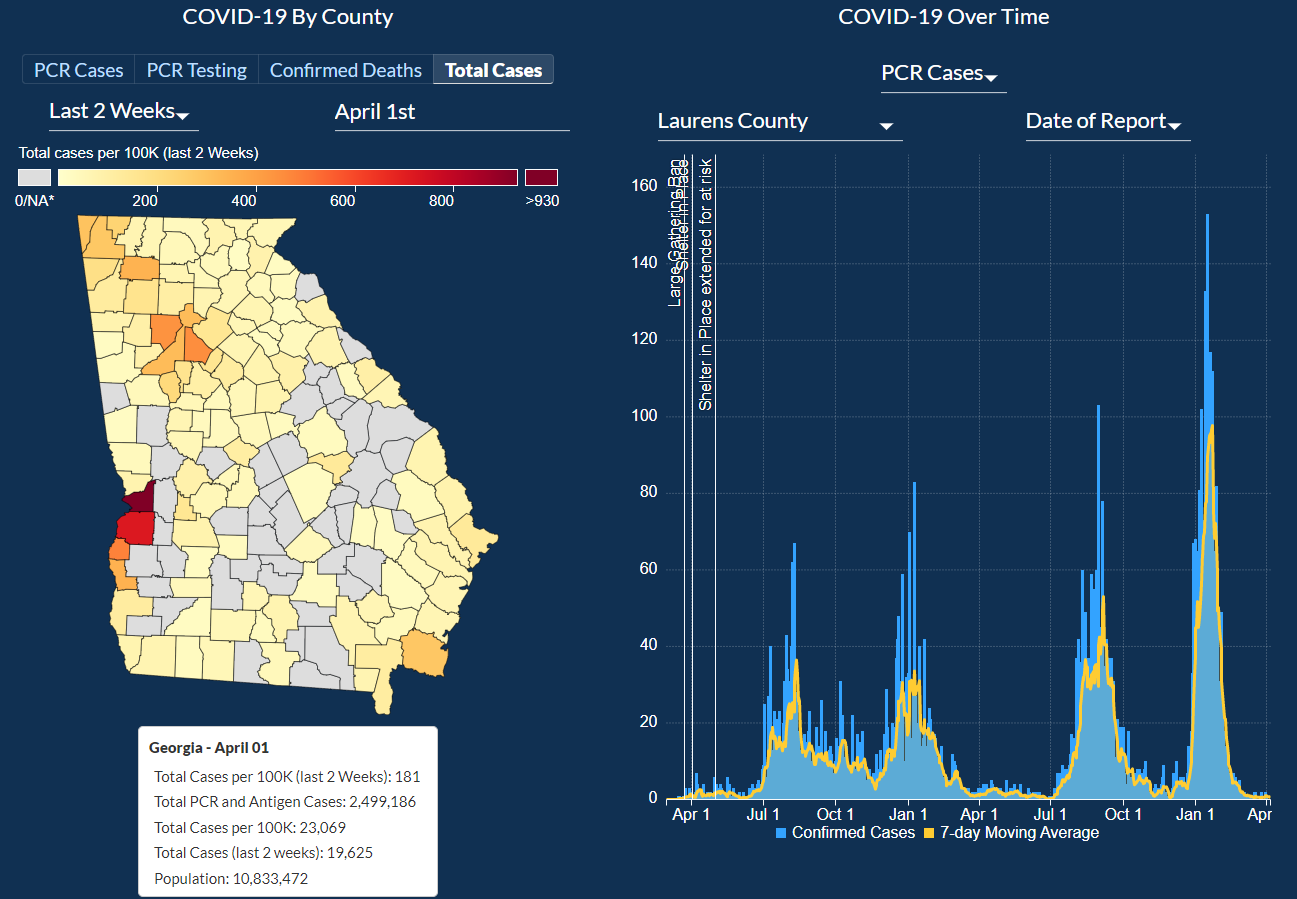 COVID-19 By County
PCR Cases PCR Testing Confirmed Deaths Total Cases
Last 2 Weeks April 1st
Total cases per 100K (last 2 Weeks)
0/NA* 200 400 600 800 >930
Georgia - April 01
Total Cases per 100K (last 2 Weeks): 181
Total PCR and Antigen Cases: 2,499,186
Total Cases per 100K: 23,069
Total Cases (last 2 weeks): 19,625
Population: 10,833,472
COVID-19 Over Time
PCR Cases
Laurens County Date of Report
Large Gathering Ban
Shelter in Place
Shelter in Place extended for at risk
160
140
120
100
80
60
40
20
0
Apr 1 Jul 1 Oct 1 Jan 1 Apr 1 Jul 1 Oct 1 Jan 1 Apr
Confirmed Cases 7-day Moving Average